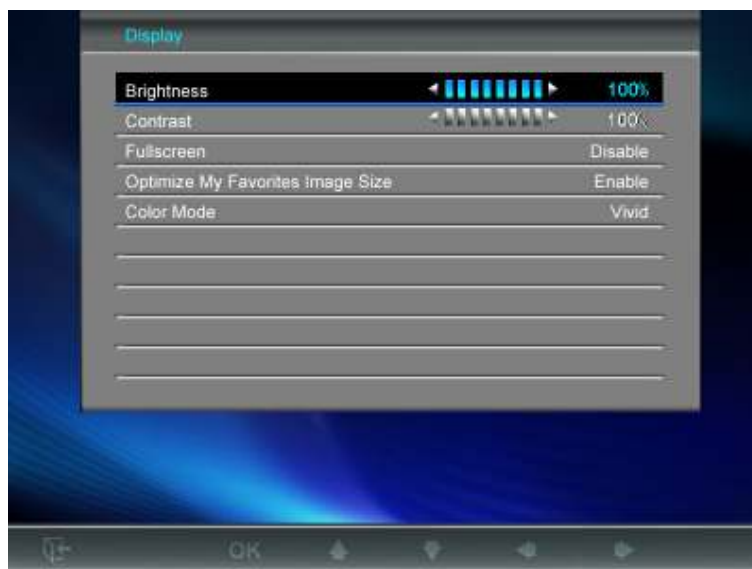 Display
Brightness 100%
Contrast 100%
Fullscreen Disable
Optimize My Favorites Image Size Enable
Color Mode Vivid
OK